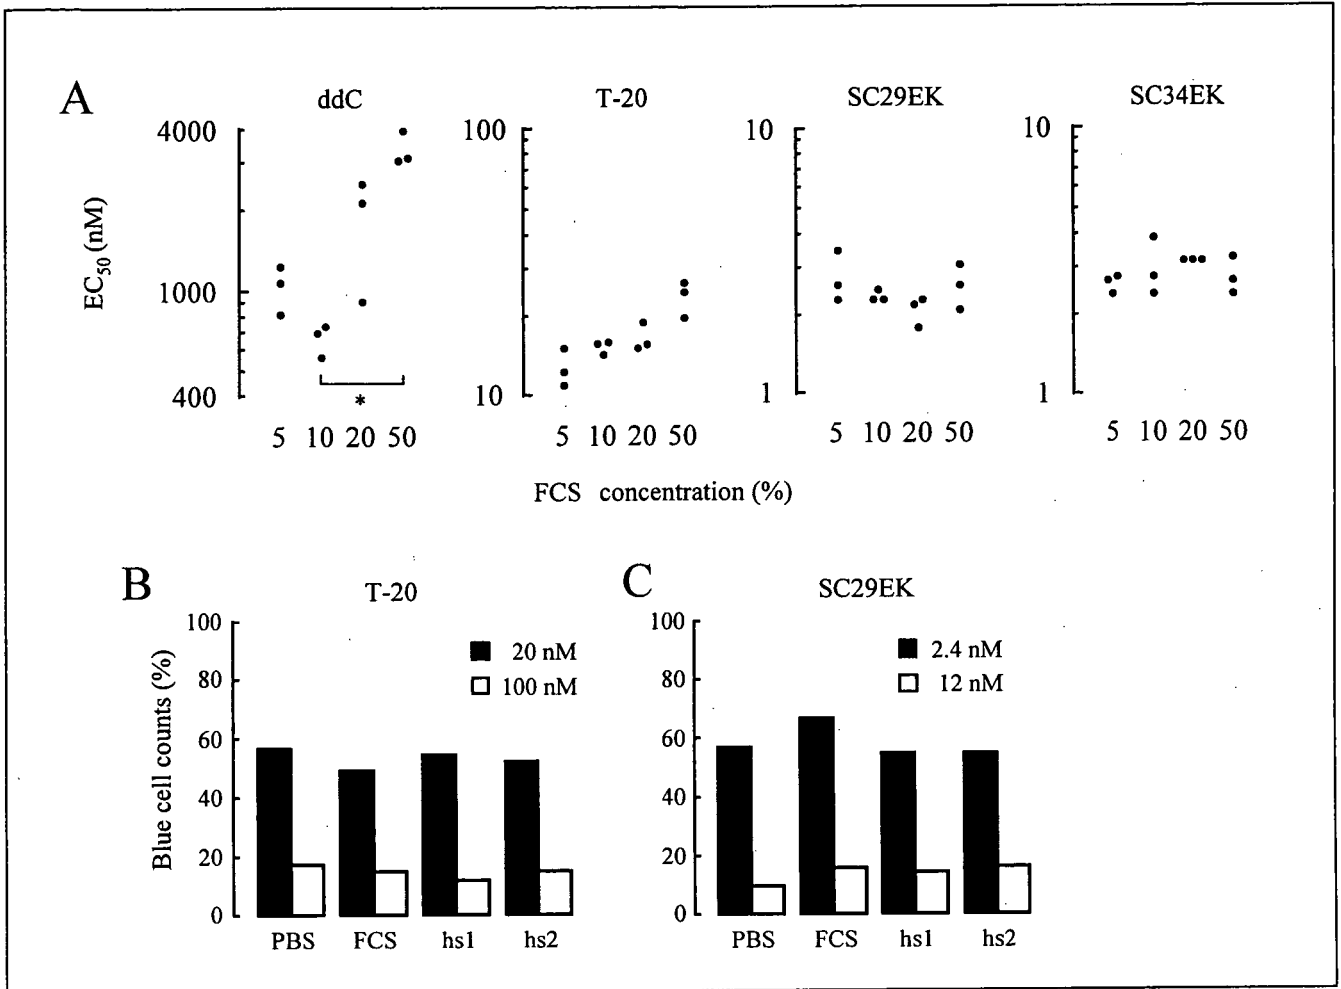 A
ddC
T-20
SC29EK
SC34EK
EC50 (nM)
4000
1000
400
100
10
10
1
10
1
*
5 10 20 50
5 10 20 50
5 10 20 50
5 10 20 50
FCS concentration (%)
B
T-20
Blue cell counts (%)
100
80
60
40
20
0
20 nM
100 nM
PBS FCS hs1 hs2
C
SC29EK
100
80
60
40
20
0
2.4 nM
12 nM
PBS FCS hs1 hs2